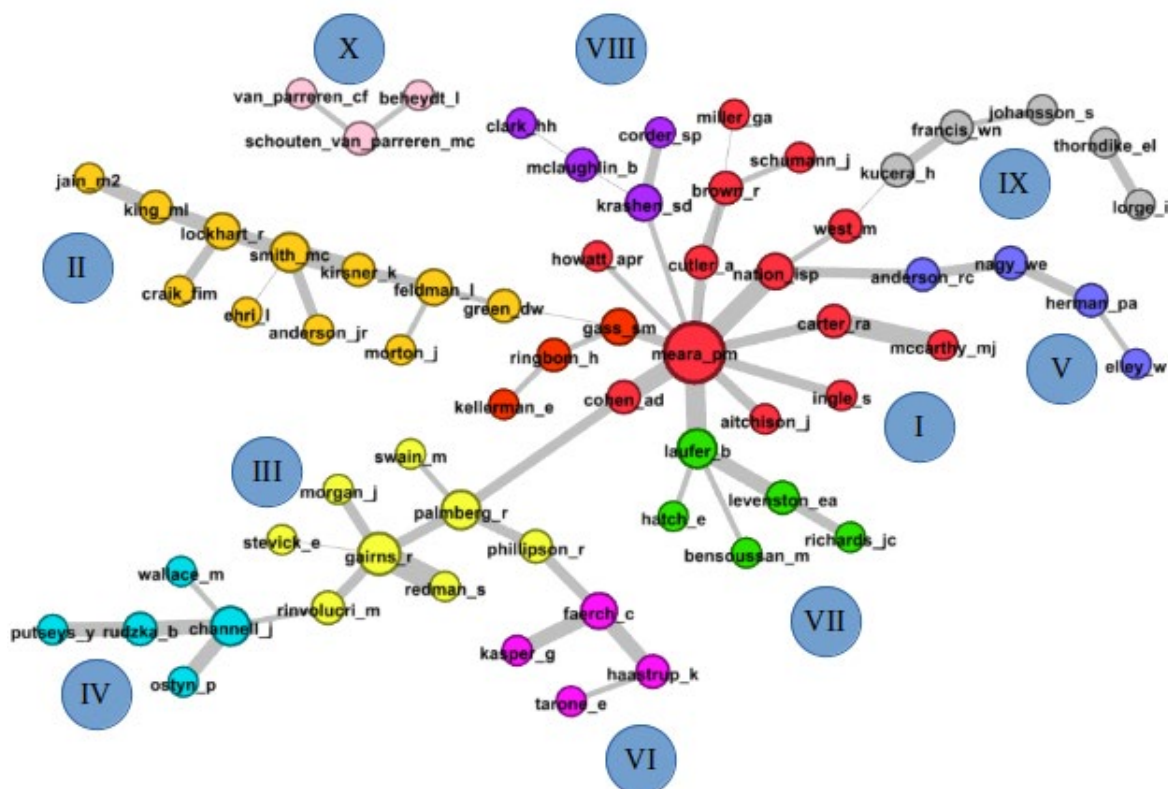 X
VIII
van_parreren_cf
beheydt_l
schouten_van_parreren_mc
clark_hh
corder_sp
mclaughlin_b
krashen_sd
miller_ga
schumann_j
brown_r
johansson_s
francis_wn
thorndike_el
kucera_h
IX
lorge_i
jain_m2
king_ml
lockhart_r
smith_mc
kirsner_k
feldman_l
green_dw
II
craik_fim
ehri_l
anderson_jr
morton_j
howatt_apr
cutler_a
nation_isp
west_m
anderson_rc
nagy_we
herman_pa
elley_w
V
gass_sm
ringbom_h
kellerman_e
meara_pm
carter_ra
mccarthy_mj
cohen_ad
aitchison_j
ingle_s
I
laufer_b
levenston_ea
hatch_e
bensoussan_m
richards_jc
VII
III
swain_m
morgan_j
palmberg_r
stevick_e
gairns_r
phillipson_r
redman_s
wallace_m
rinvolucri_m
putseys_y
rudzka_b
channell_j
ostyn_p
IV
faerch_c
kasper_g
haastrup_k
tarone_e
VI